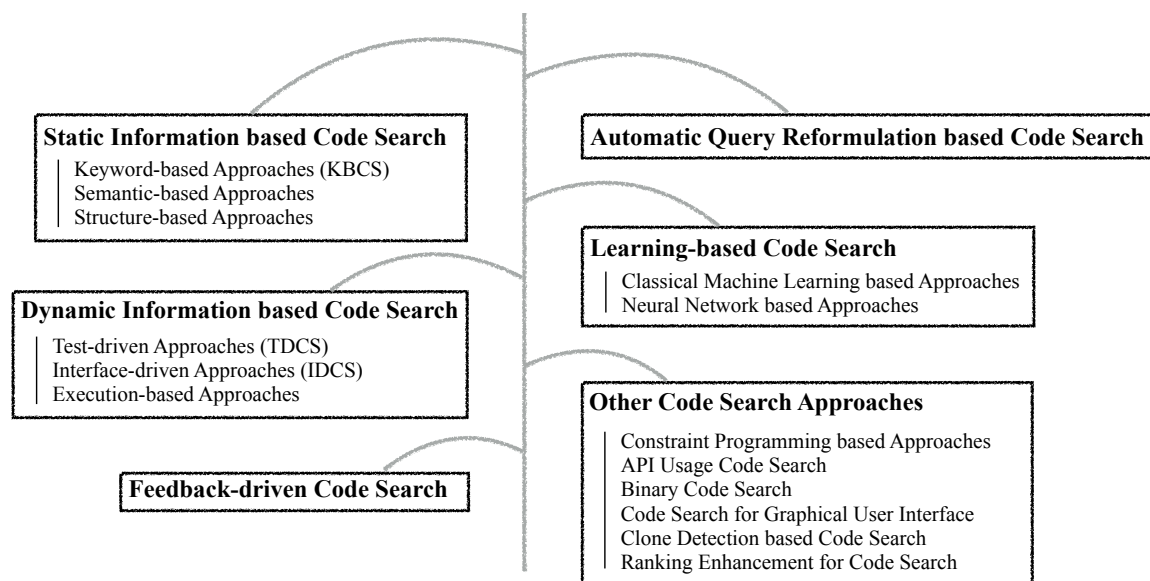 Static Information based Code Search
Keyword-based Approaches (KBCS)
Semantic-based Approaches
Structure-based Approaches
Dynamic Information based Code Search
Test-driven Approaches (TDCS)
Interface-driven Approaches (IDCS)
Execution-based Approaches
Feedback-driven Code Search
Automatic Query Reformulation based Code Search
Learning-based Code Search
Classical Machine Learning based Approaches
Neural Network based Approaches
Other Code Search Approaches
Constraint Programming based Approaches
API Usage Code Search
Binary Code Search
Code Search for Graphical User Interface
Clone Detection based Code Search
Ranking Enhancement for Code Search